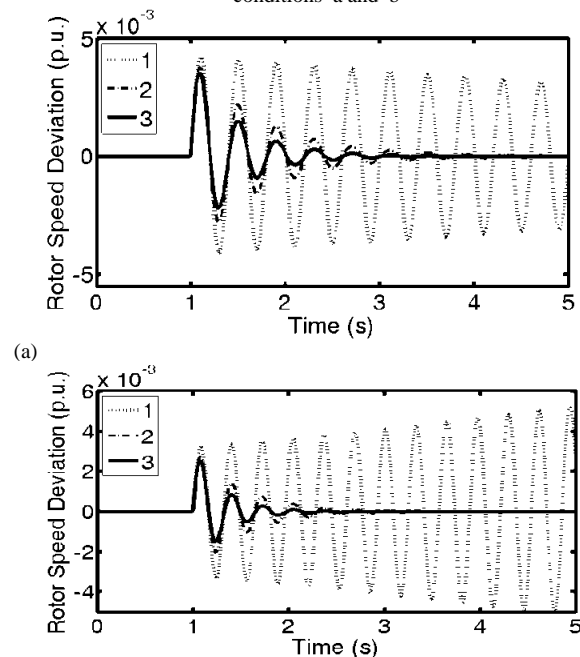 conditions a and b
5 x 10 -3
1
2
3
Rotor Speed Deviation (p.u.)
0
-5
0 1 2 3 4 5
Time (s)
(a)
6 x 10 -3
1
2
3
4
2
0
-2
-4
Rotor Speed Deviation (p.u.)
0 1 2 3 4 5
Time (s)